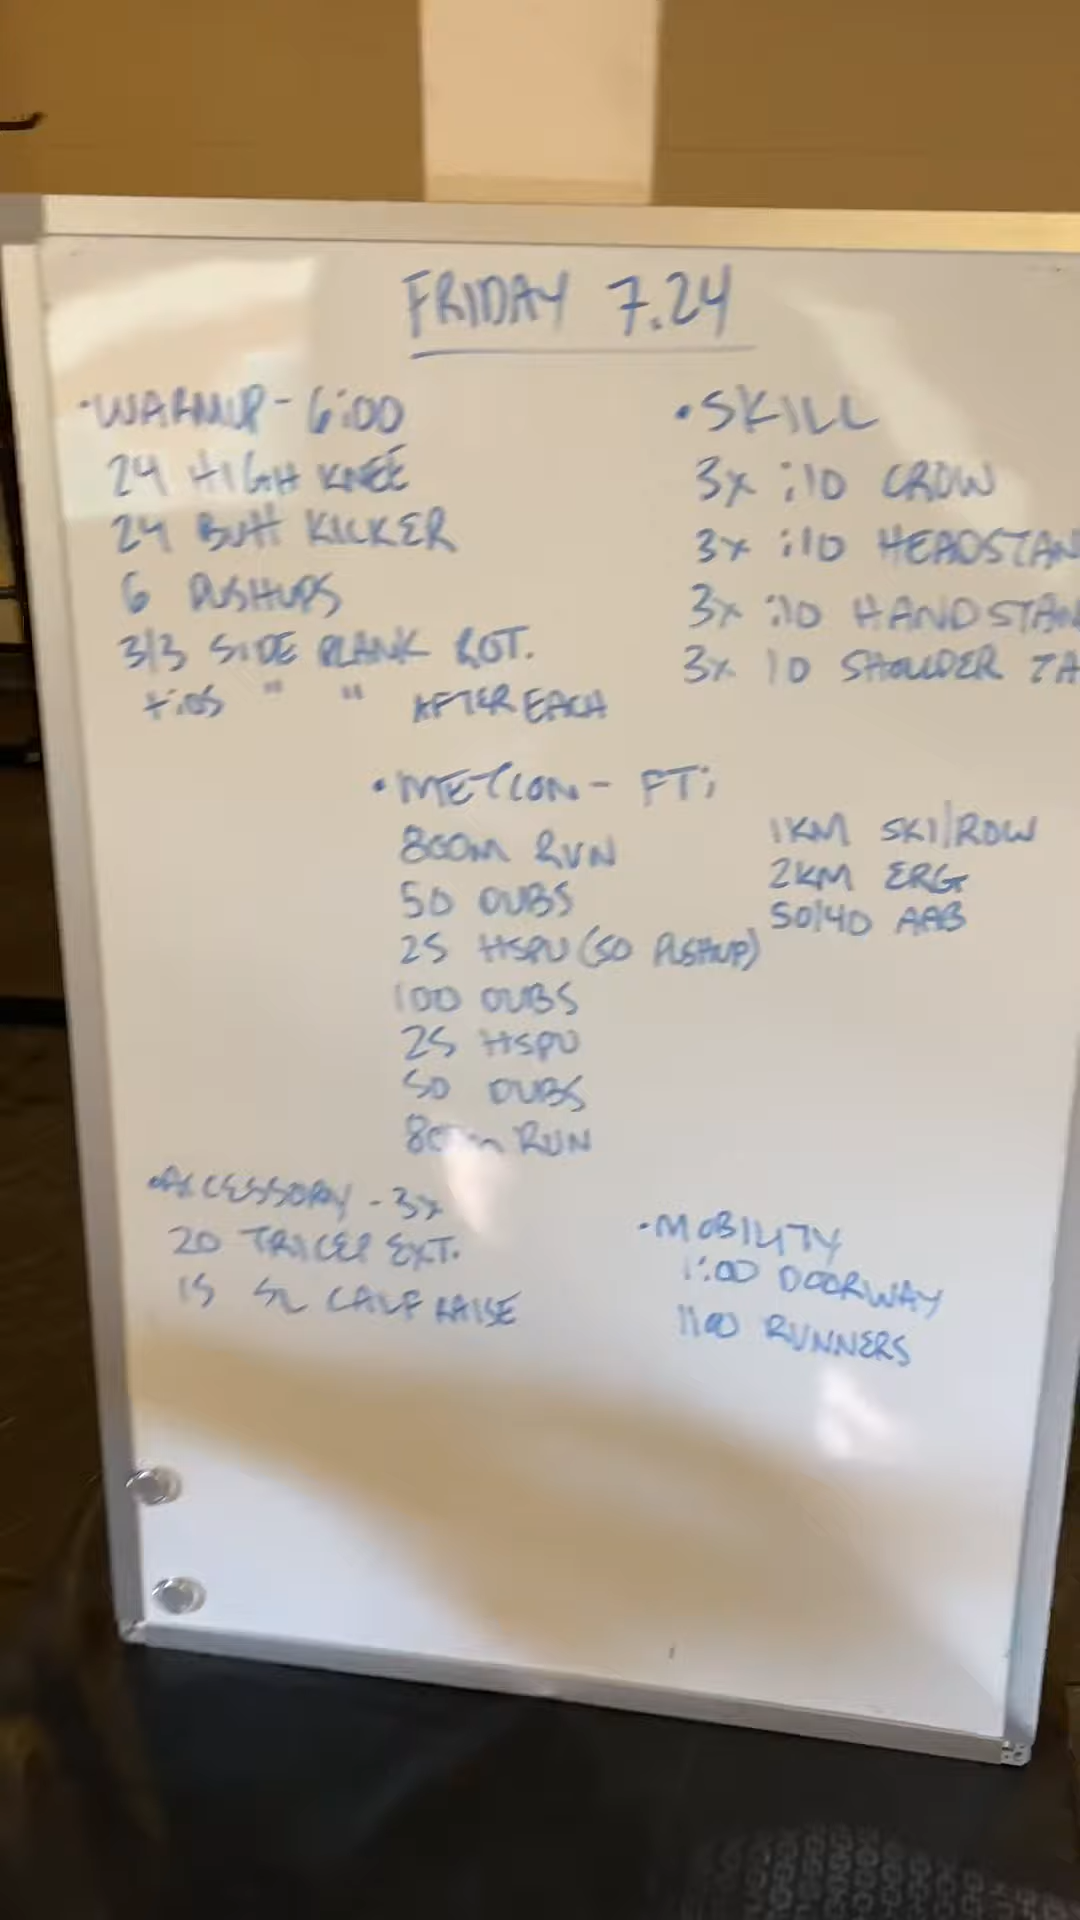 FRIDAY 7.24
•WARMUP - 6:00
24 HIGH KNEE
24 BUTT KICKER
6 PUSHUPS
3/3 SIDE PLANK ROT.
+:05 " " AFTER EACH
•SKILL
3x :10 CROW
3x :10 HEADSTAN
3x :10 HANDSTAN
3x 10 SHOULDER TA
•METCON - FT:
800M RUN
50 DUBS
25 HSPU (50 PUSHUP)
100 DUBS
25 HSPU
50 DUBS
800m RUN
1KM SKI/ROW
2KM ERG
50/40 AAB
•ACCESSORY - 3x
20 TRICEP EXT.
15 SL CALF RAISE
•MOBILITY
1:00 DOORWAY
1:00 RUNNERS